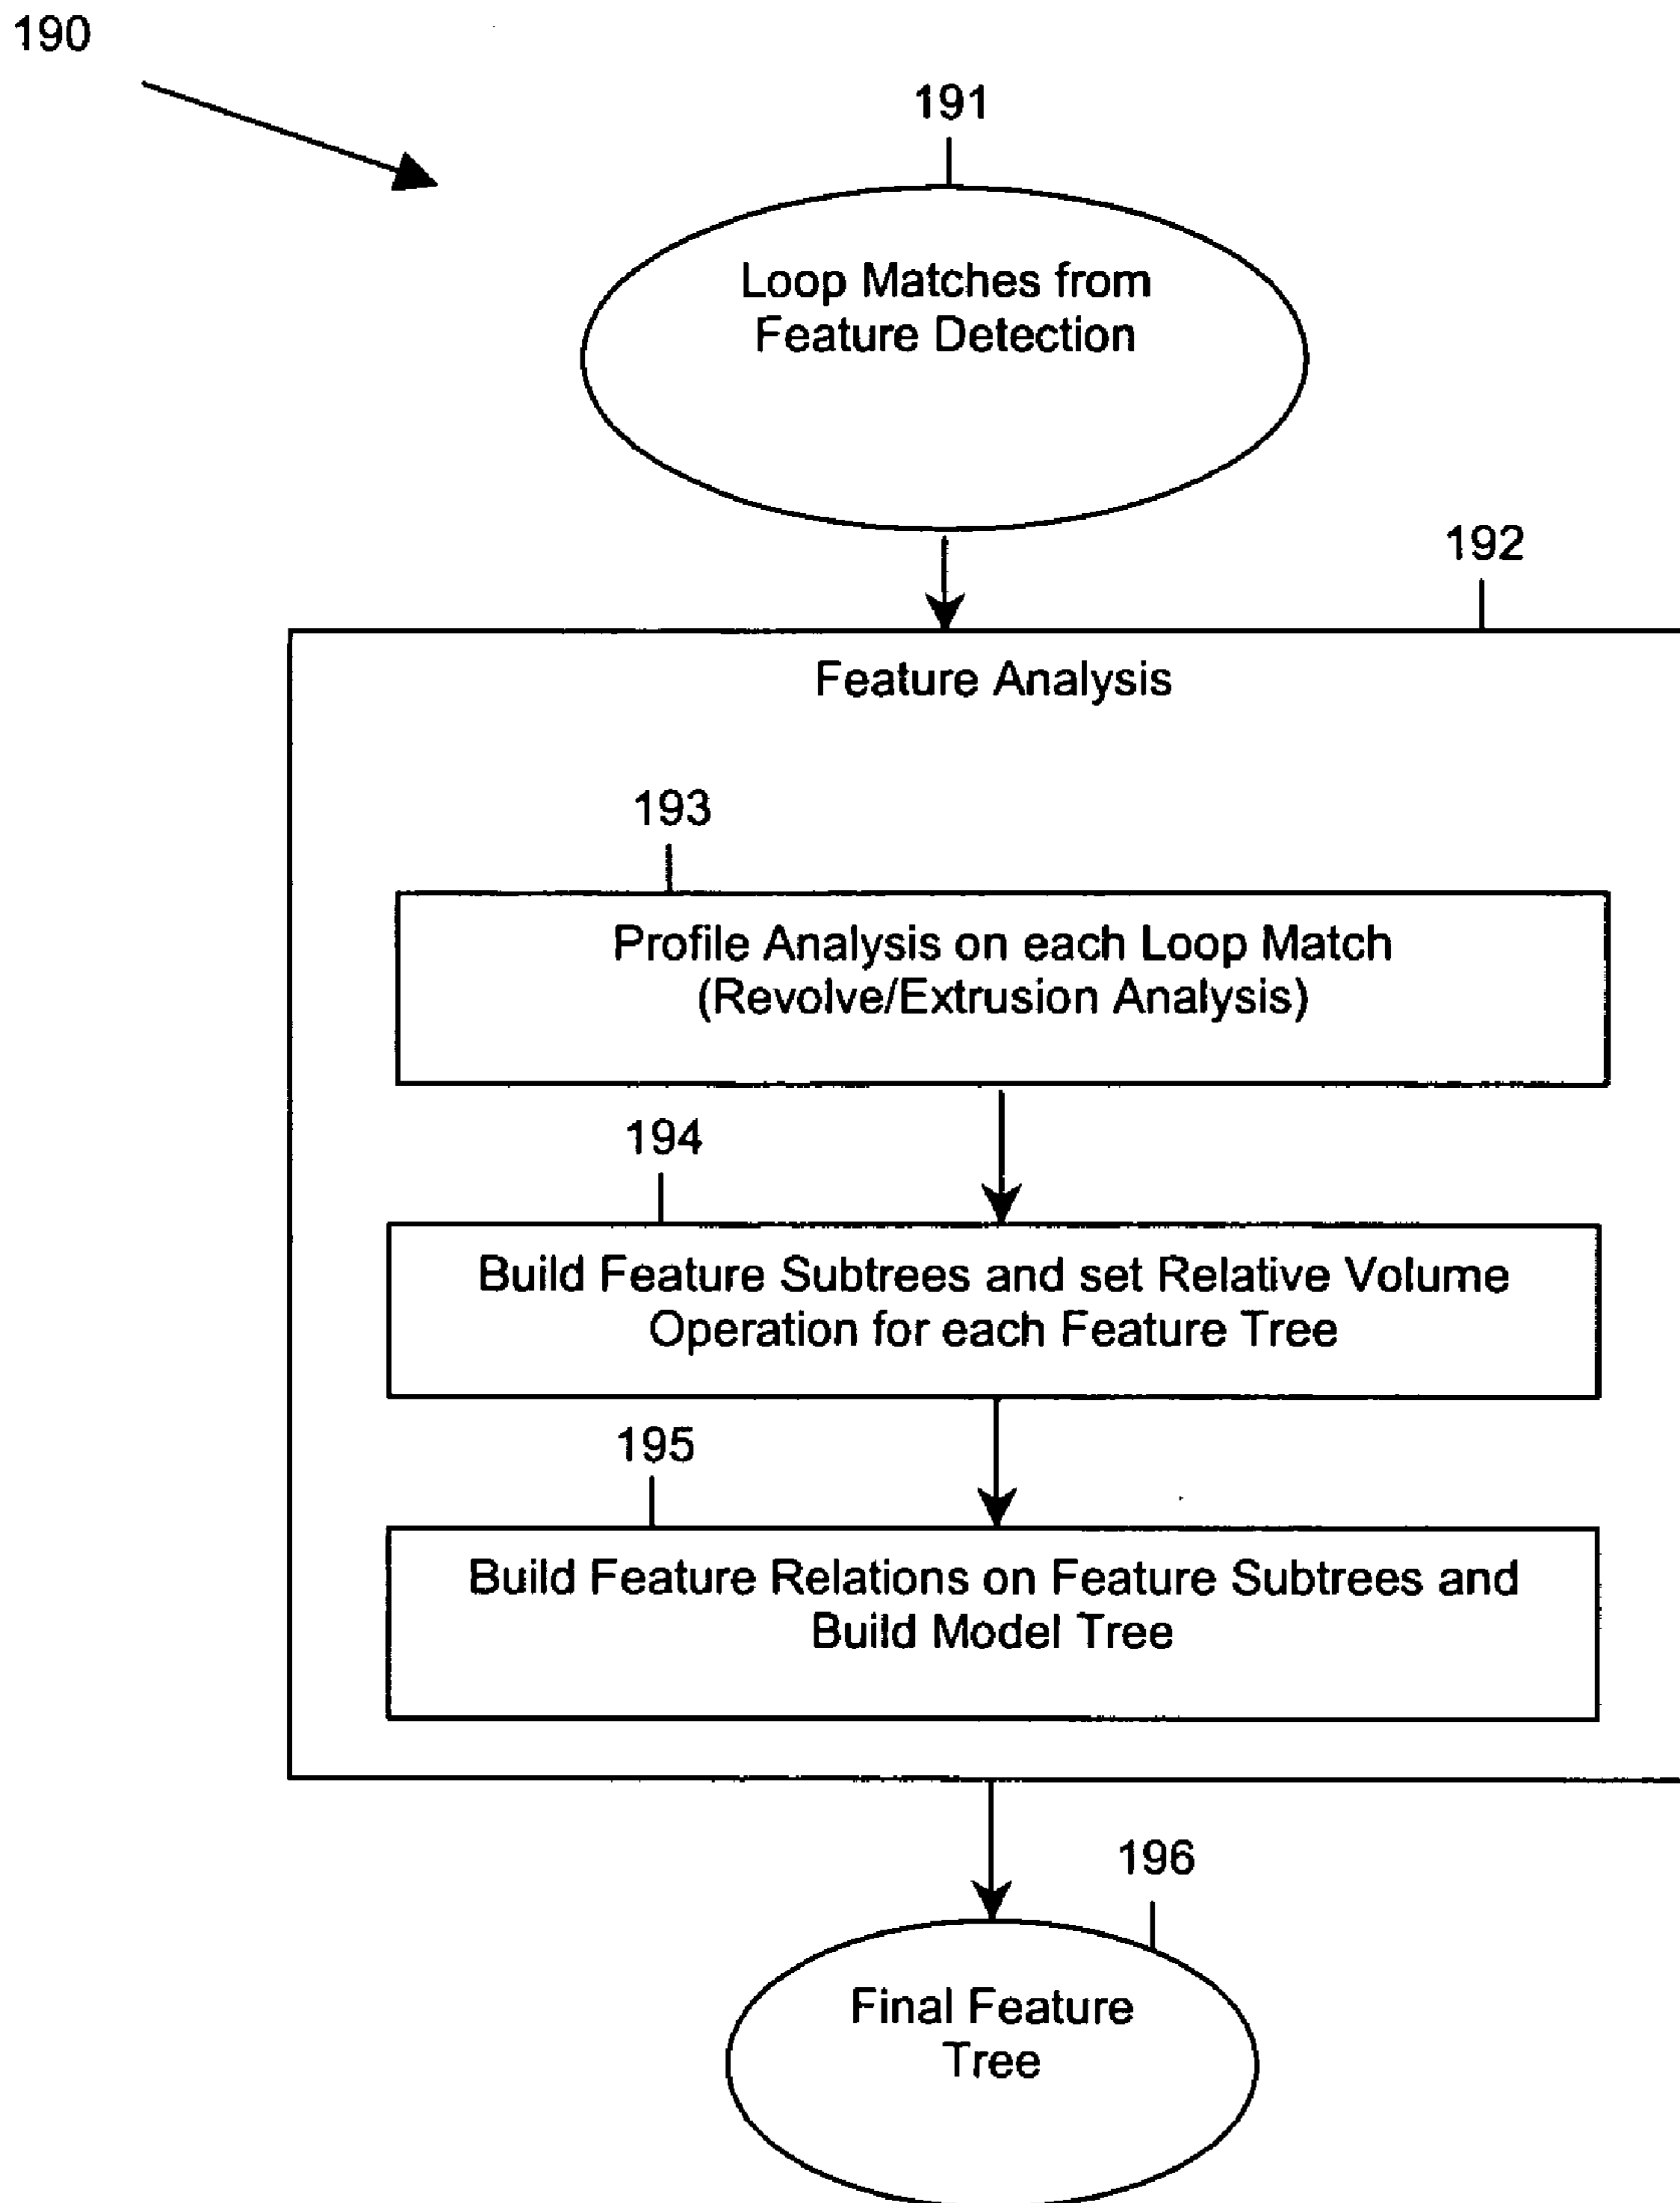 190
191
Loop Matches from
Feature Detection
192
Feature Analysis
193
Profile Analysis on each Loop Match
(Revolve/Extrusion Analysis)
194
Build Feature Subtrees and set Relative Volume
Operation for each Feature Tree
195
Build Feature Relations on Feature Subtrees and
Build Model Tree
196
Final Feature
Tree